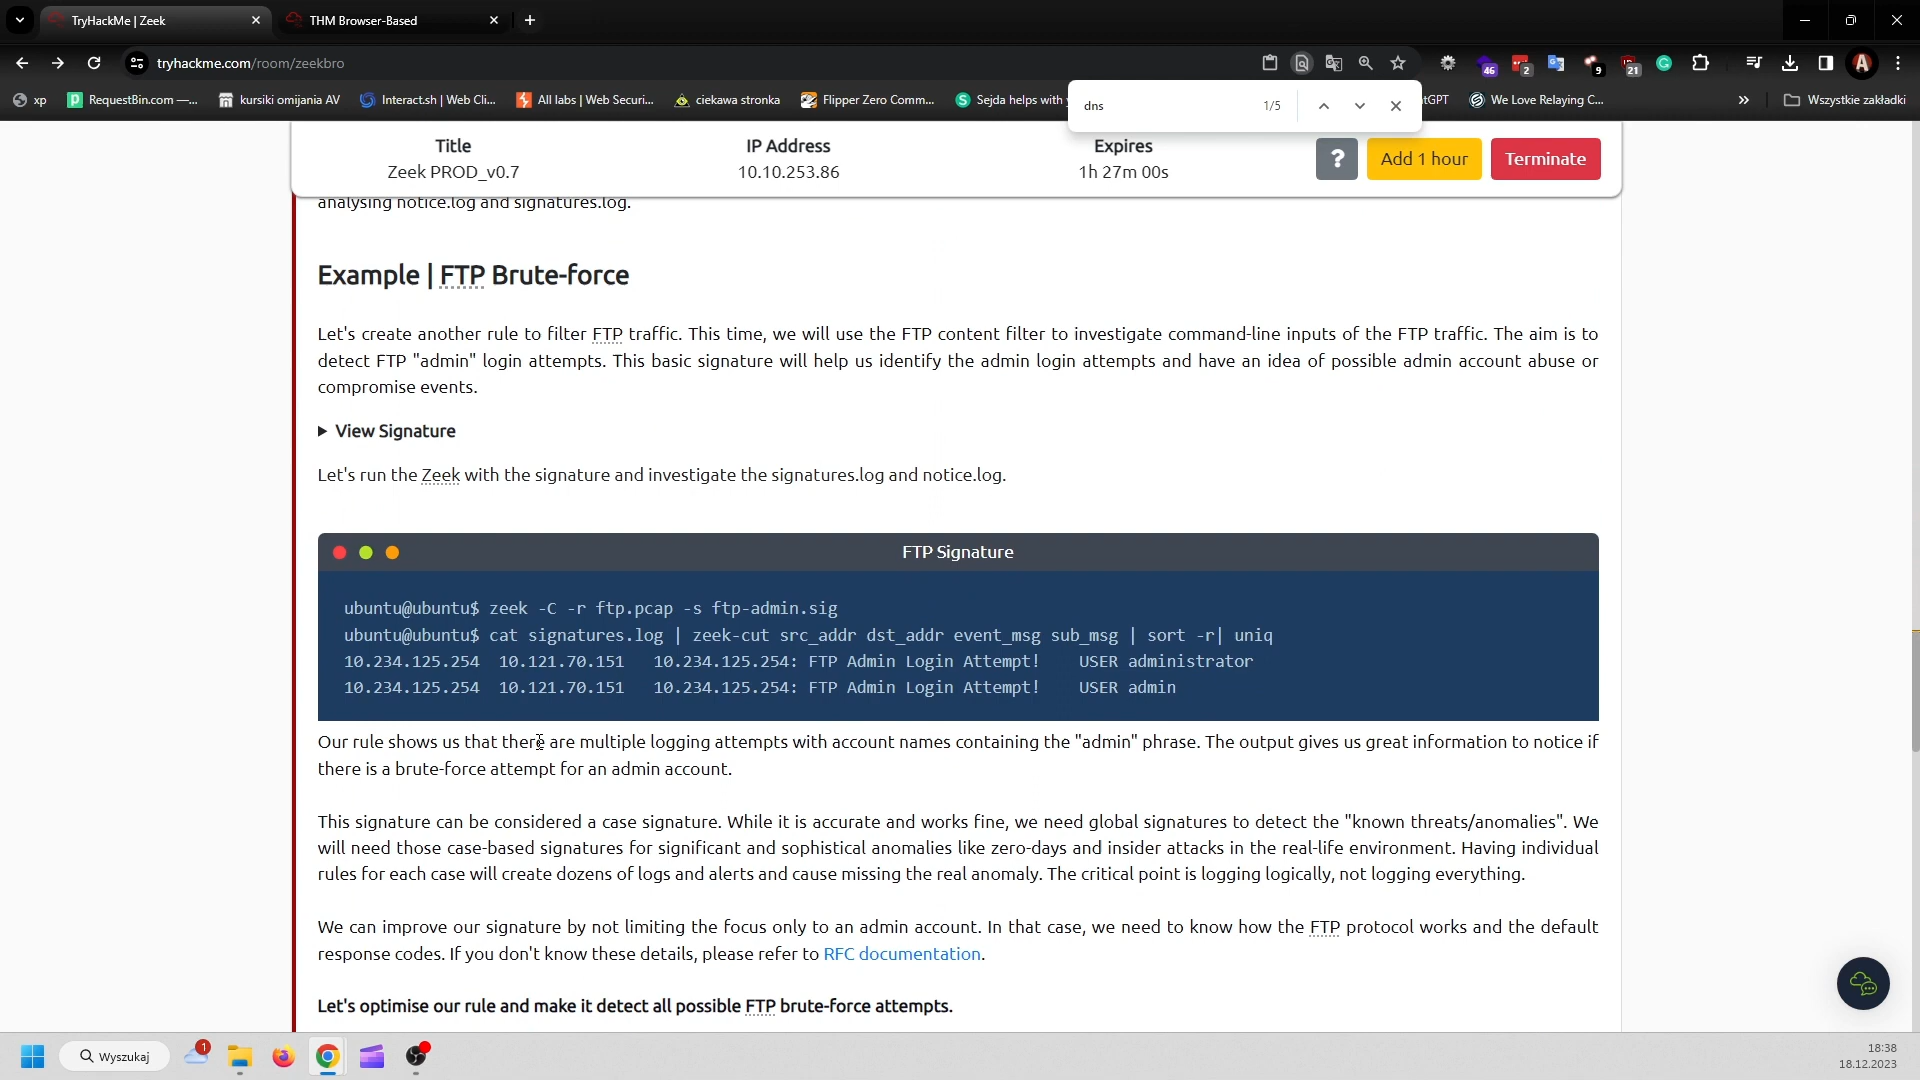 TryHackMe | Zeek
THM Browser-Based
tryhackme.com/room/zeekbro
46
2
9
21
A
xp
RequestBin.com —...
kursiki omijania AV
Interact.sh | Web Cli...
All labs | Web Securi...
ciekawa stronka
Flipper Zero Comm...
Sejda helps with y
tGPT
We Love Relaying C...
Wszystkie zakładki
dns
1/5
Title
Zeek PROD_v0.7
IP Address
10.10.253.86
Expires
1h 27m 00s
?
Add 1 hour
Terminate
analysing notice.log and signatures.log.
Example | FTP Brute-force
Let's create another rule to filter FTP traffic. This time, we will use the FTP content filter to investigate command-line inputs of the FTP traffic. The aim is to
detect FTP "admin" login attempts. This basic signature will help us identify the admin login attempts and have an idea of possible admin account abuse or
compromise events.
View Signature
Let's run the Zeek with the signature and investigate the signatures.log and notice.log.
FTP Signature
ubuntu@ubuntu$ zeek -C -r ftp.pcap -s ftp-admin.sig
ubuntu@ubuntu$ cat signatures.log | zeek-cut src_addr dst_addr event_msg sub_msg | sort -r| uniq
10.234.125.254 10.121.70.151 10.234.125.254: FTP Admin Login Attempt! USER administrator
10.234.125.254 10.121.70.151 10.234.125.254: FTP Admin Login Attempt! USER admin
Our rule shows us that there are multiple logging attempts with account names containing the "admin" phrase. The output gives us great information to notice if
there is a brute-force attempt for an admin account.
This signature can be considered a case signature. While it is accurate and works fine, we need global signatures to detect the "known threats/anomalies". We
will need those case-based signatures for significant and sophistical anomalies like zero-days and insider attacks in the real-life environment. Having individual
rules for each case will create dozens of logs and alerts and cause missing the real anomaly. The critical point is logging logically, not logging everything.
We can improve our signature by not limiting the focus only to an admin account. In that case, we need to know how the FTP protocol works and the default
response codes. If you don't know these details, please refer to RFC documentation.
Let's optimise our rule and make it detect all possible FTP brute-force attempts.
Wyszukaj
1
18:38
18.12.2023